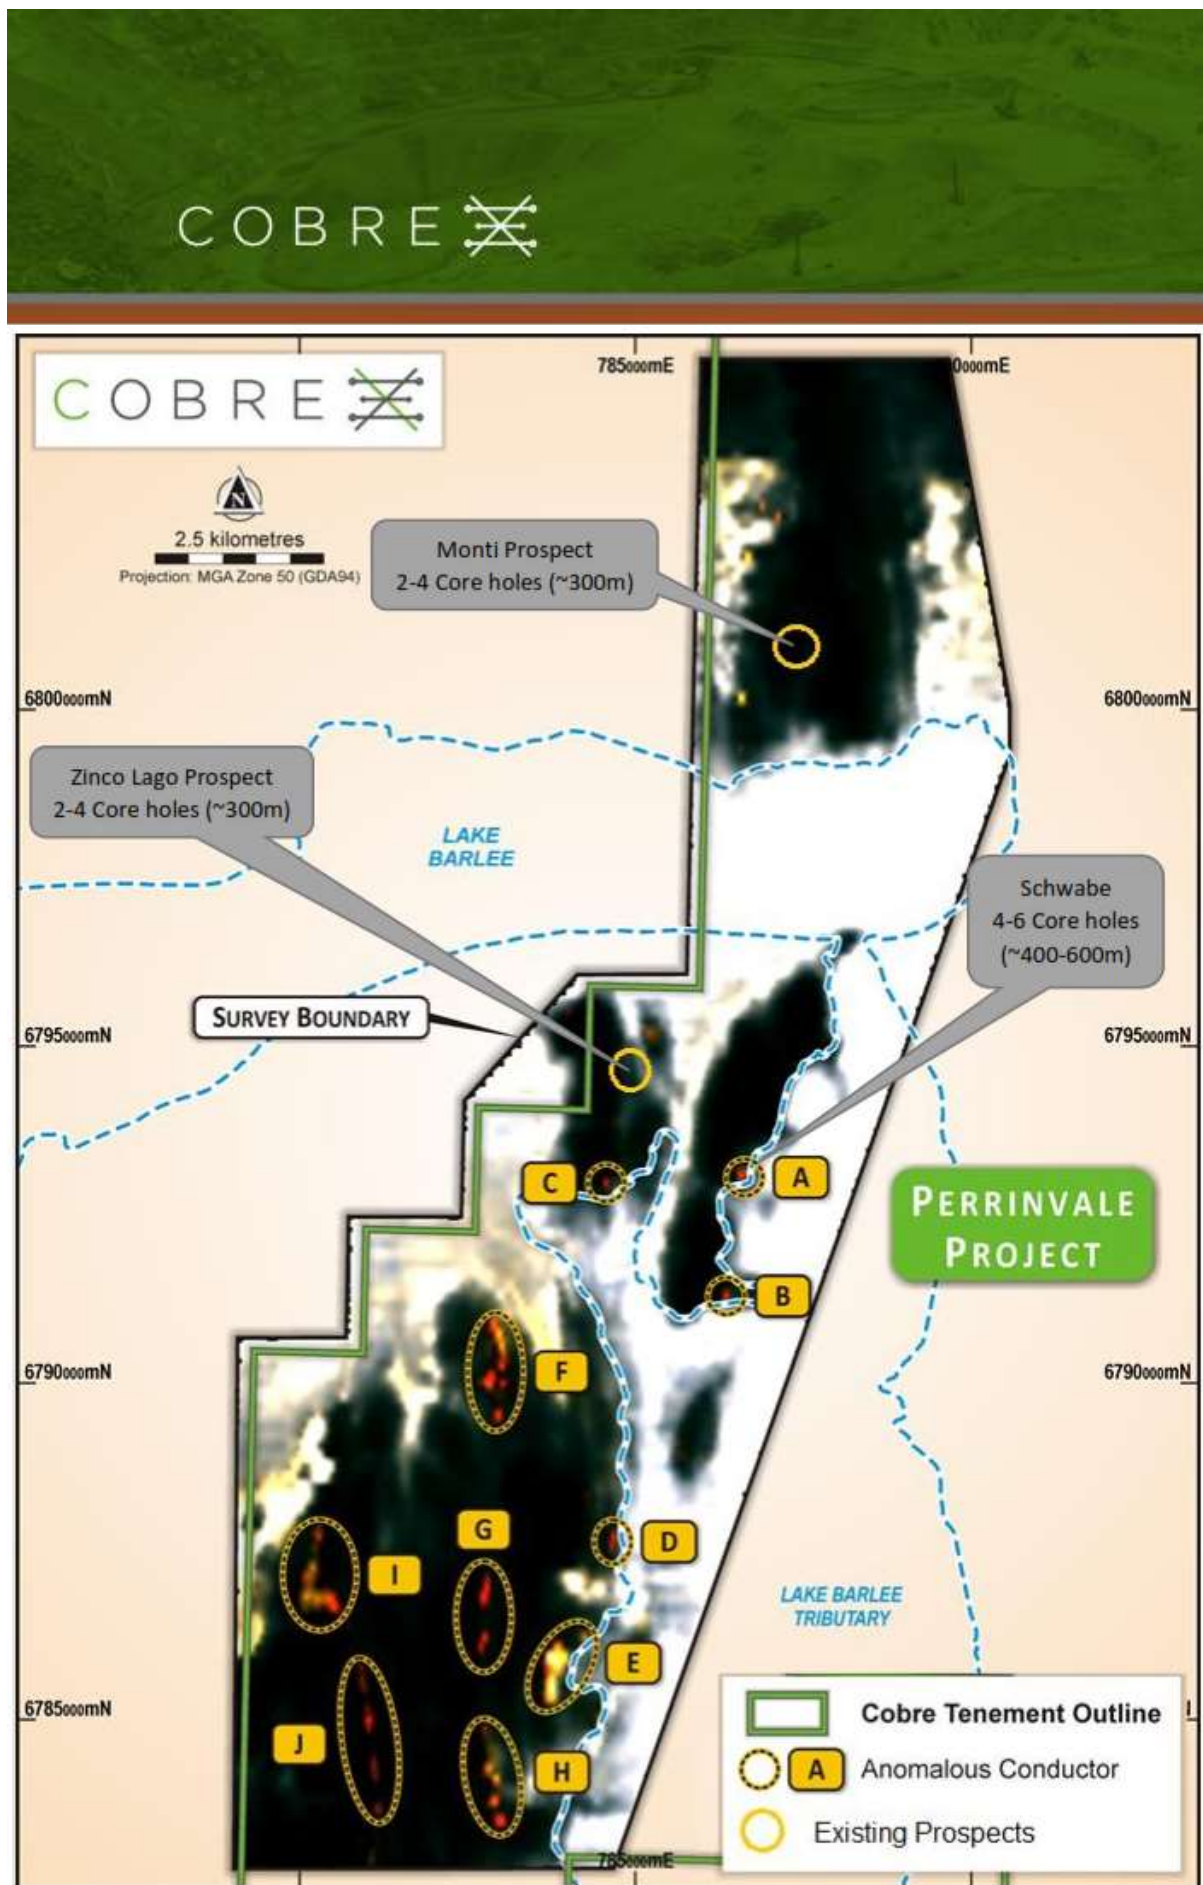 COBRE
COBRE
785000mE
0000mE
N
2.5 kilometres
Projection: MGA Zone 50 (GDA94)
Monti Prospect
2-4 Core holes (~300m)
6800000mN
6800000mN
Zinco Lago Prospect
2-4 Core holes (~300m)
LAKE
BARLEE
Schwabe
4-6 Core holes
(~400-600m)
SURVEY BOUNDARY
6795000mN
6795000mN
C
A
PERRINVALE
PROJECT
B
F
6790000mN
6790000mN
G
D
I
LAKE BARLEE
TRIBUTARY
E
6785000mN
J
H
Cobre Tenement Outline
A
Anomalous Conductor
Existing Prospects
785000mE